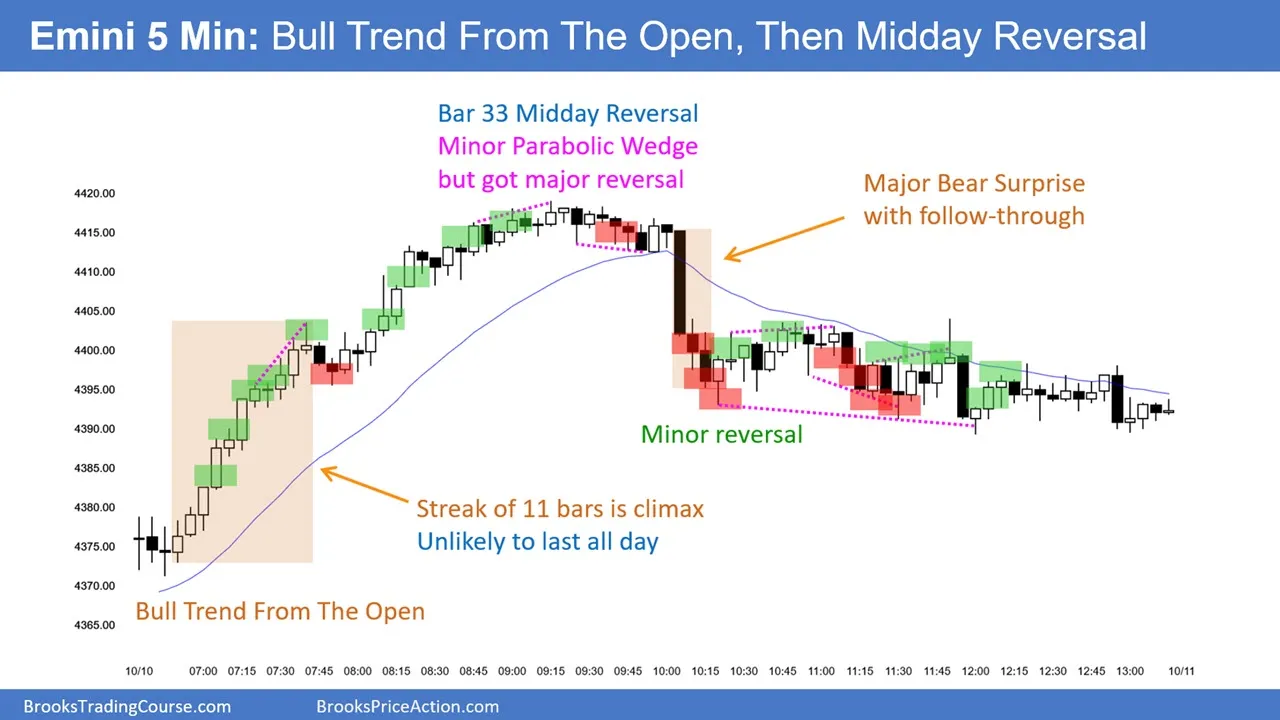 Emini 5 Min: Bull Trend From The Open, Then Midday Reversal
Bar 33 Midday Reversal
Minor Parabolic Wedge
but got major reversal
Major Bear Surprise
with follow-through
4420.00
4415.00
4410.00
4405.00
4400.00
4395.00
4390.00
4385.00
4380.00
4375.00
4370.00
4365.00
Minor reversal
Streak of 11 bars is climax
Unlikely to last all day
Bull Trend From The Open
10/10 07:00 07:15 07:30 07:45 08:00 08:15 08:30 08:45 09:00 09:15 09:30 09:45 10:00 10:15 10:30 10:45 11:00 11:15 11:30 11:45 12:00 12:15 12:30 12:45 13:00 10/11
BrooksTradingCourse.com BrooksPriceAction.com